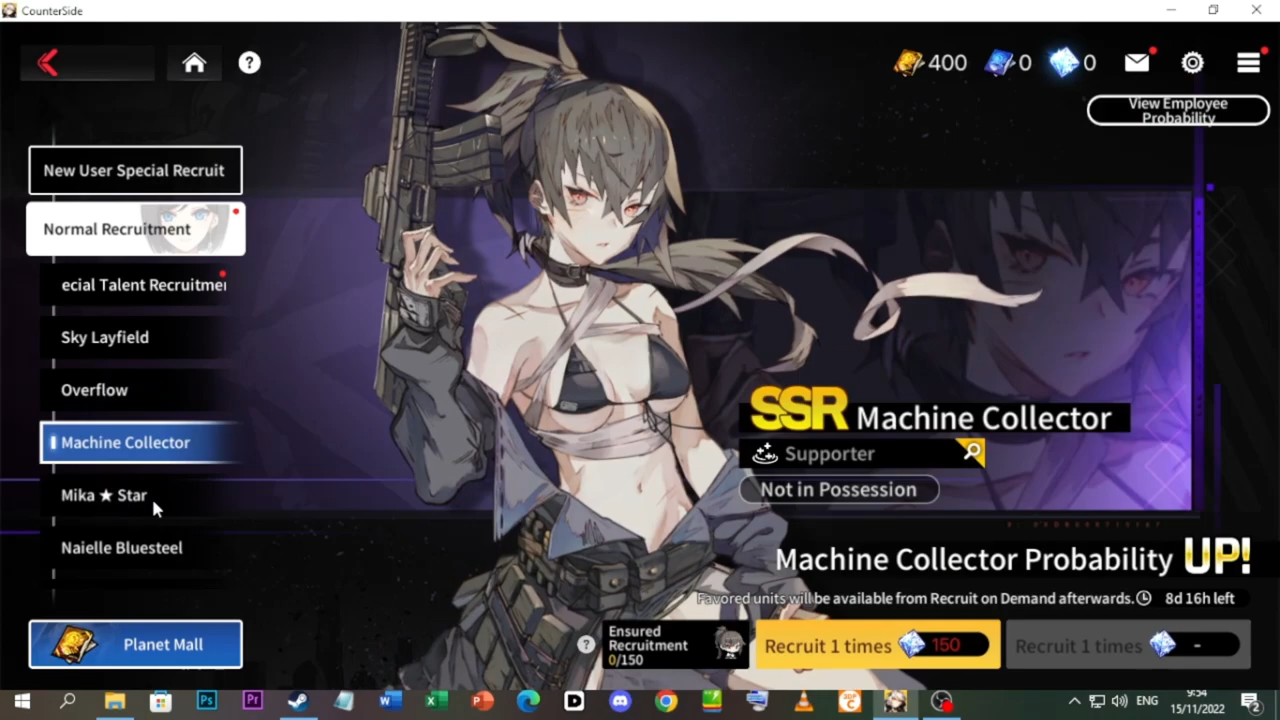 CounterSide
400
0
0
View Employee
Probability
New User Special Recruit
Normal Recruitment
ecial Talent Recruitmer
Sky Layfield
Overflow
Machine Collector
Mika ★ Star
Naielle Bluesteel
SSR Machine Collector
Supporter
Not in Possession
Machine Collector Probability UP!
Favored units will be available from Recruit on Demand afterwards. 8d 16h left
Planet Mall
? Ensured
Recruitment
0/150
Recruit 1 times 150
Recruit 1 times -
ENG
9:54
15/11/2022
2